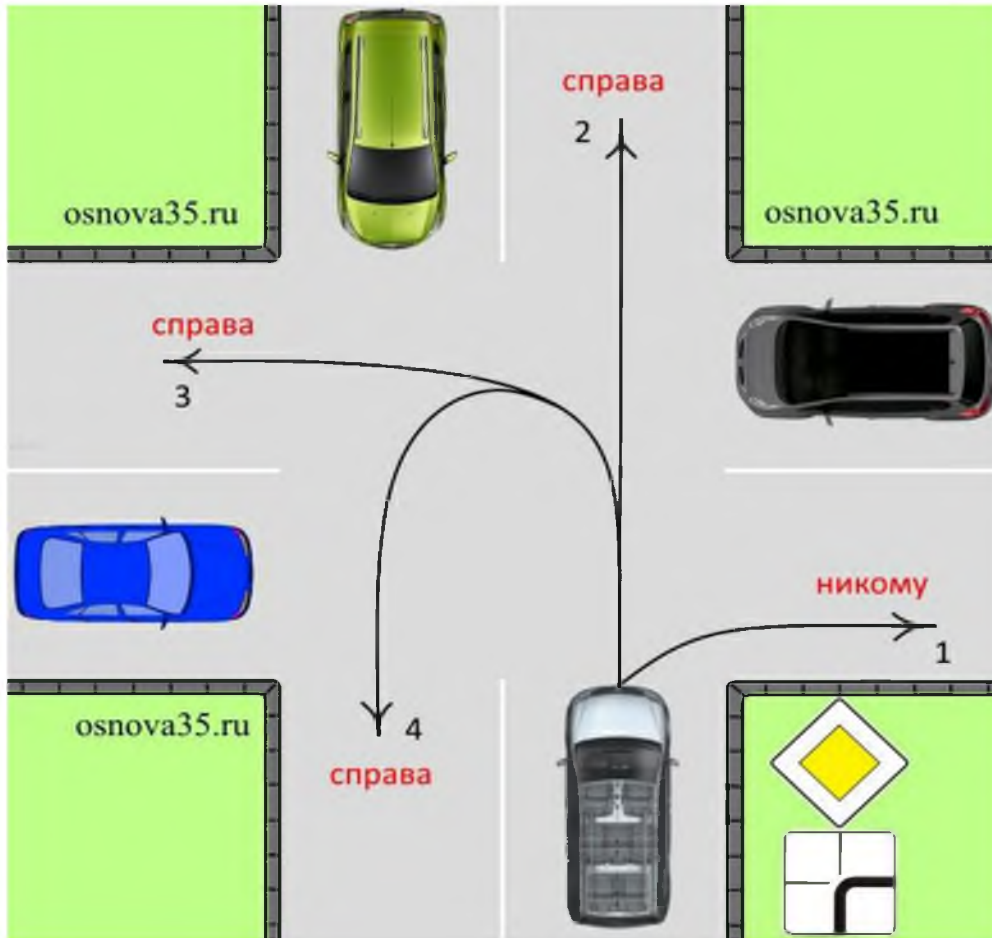 справа
2
osnova35.ru
osnova35.ru
справа
3
никому
1
osnova35.ru
4
справа